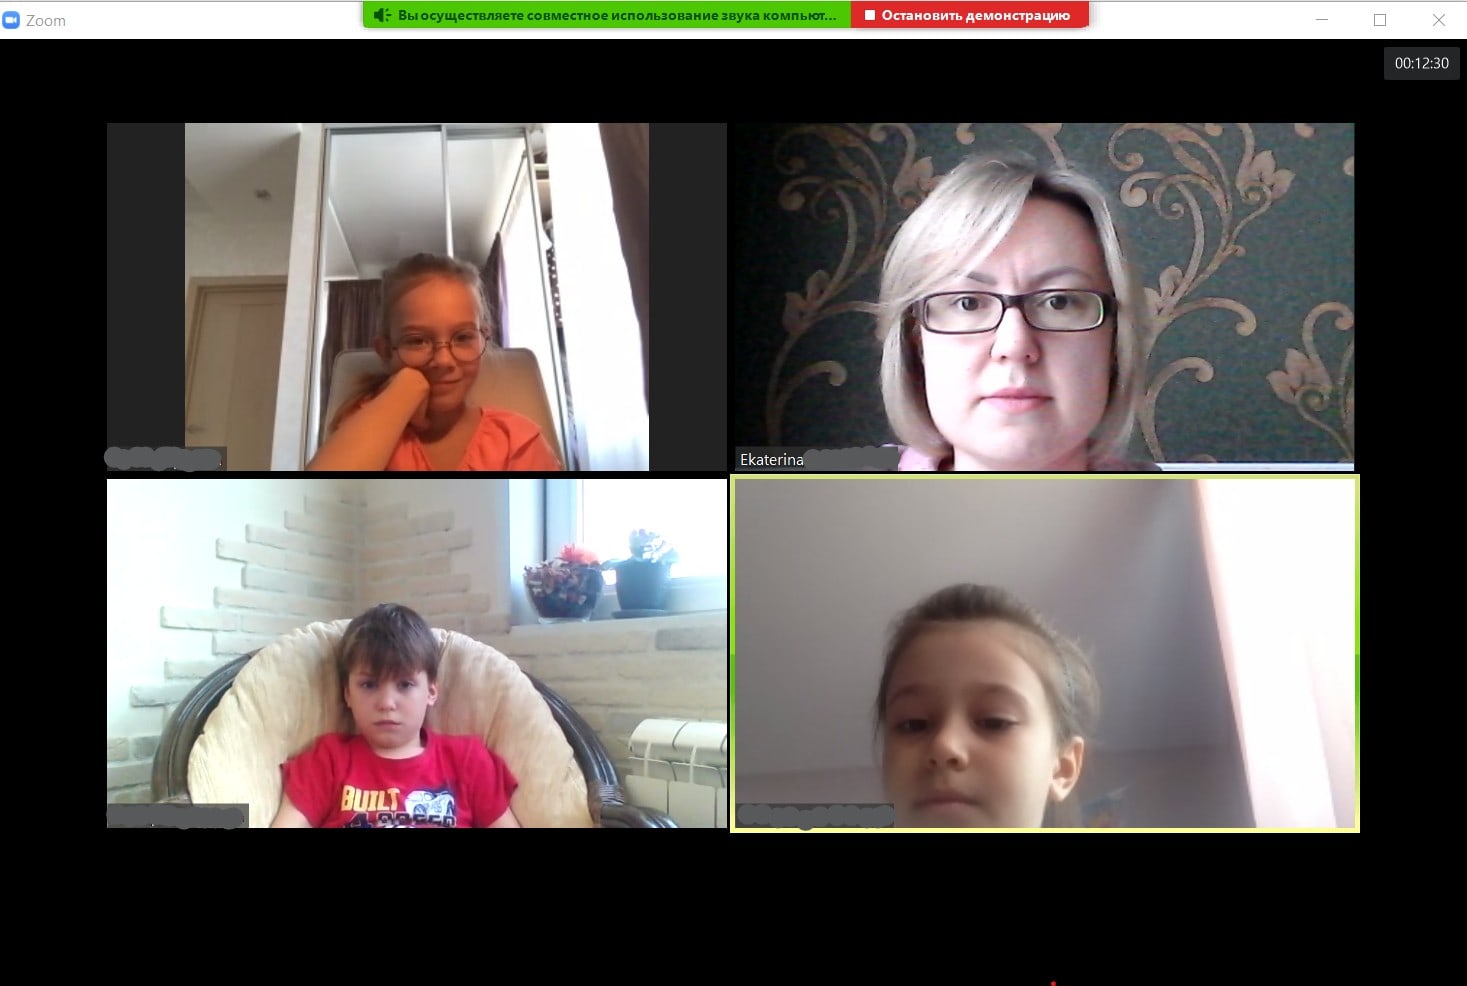 Zoom
Вы осуществляете совместное использование звука компьют...
Остановить демонстрацию
00:12:30
Ekaterina
BUILT